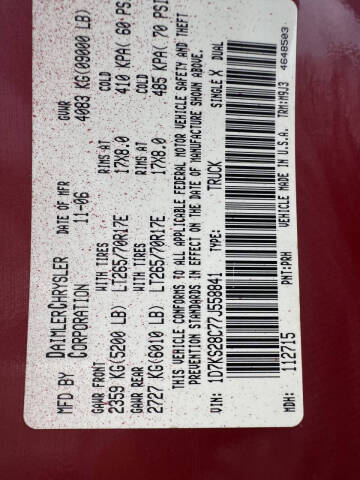 MFD BY DAIMLERCHRYSLER CORPORATION DATE OF MFR 11-06 GVWR 4083 KG(09000 LB)
GAWR FRONT WITH TIRES RIMS AT COLD
2359 KG(5200 LB) LT265/70R17E 17X8.0 410 KPA( 60 PSI
GAWR REAR WITH TIRES RIMS AT COLD
2727 KG(6010 LB) LT265/70R17E 17X8.0 485 KPA( 70 PSI
THIS VEHICLE CONFORMS TO ALL APPLICABLE FEDERAL MOTOR VEHICLE SAFETY AND THEFT
PREVENTION STANDARDS IN EFFECT ON THE DATE OF MANUFACTURE SHOWN ABOVE.
VIN: 1D7KS28C77J559841 TYPE: TRUCK SINGLE X DUAL
MDH: 112715 PNT:PRH VEHICLE MADE IN U.S.A. TRM:M9J3 4648503